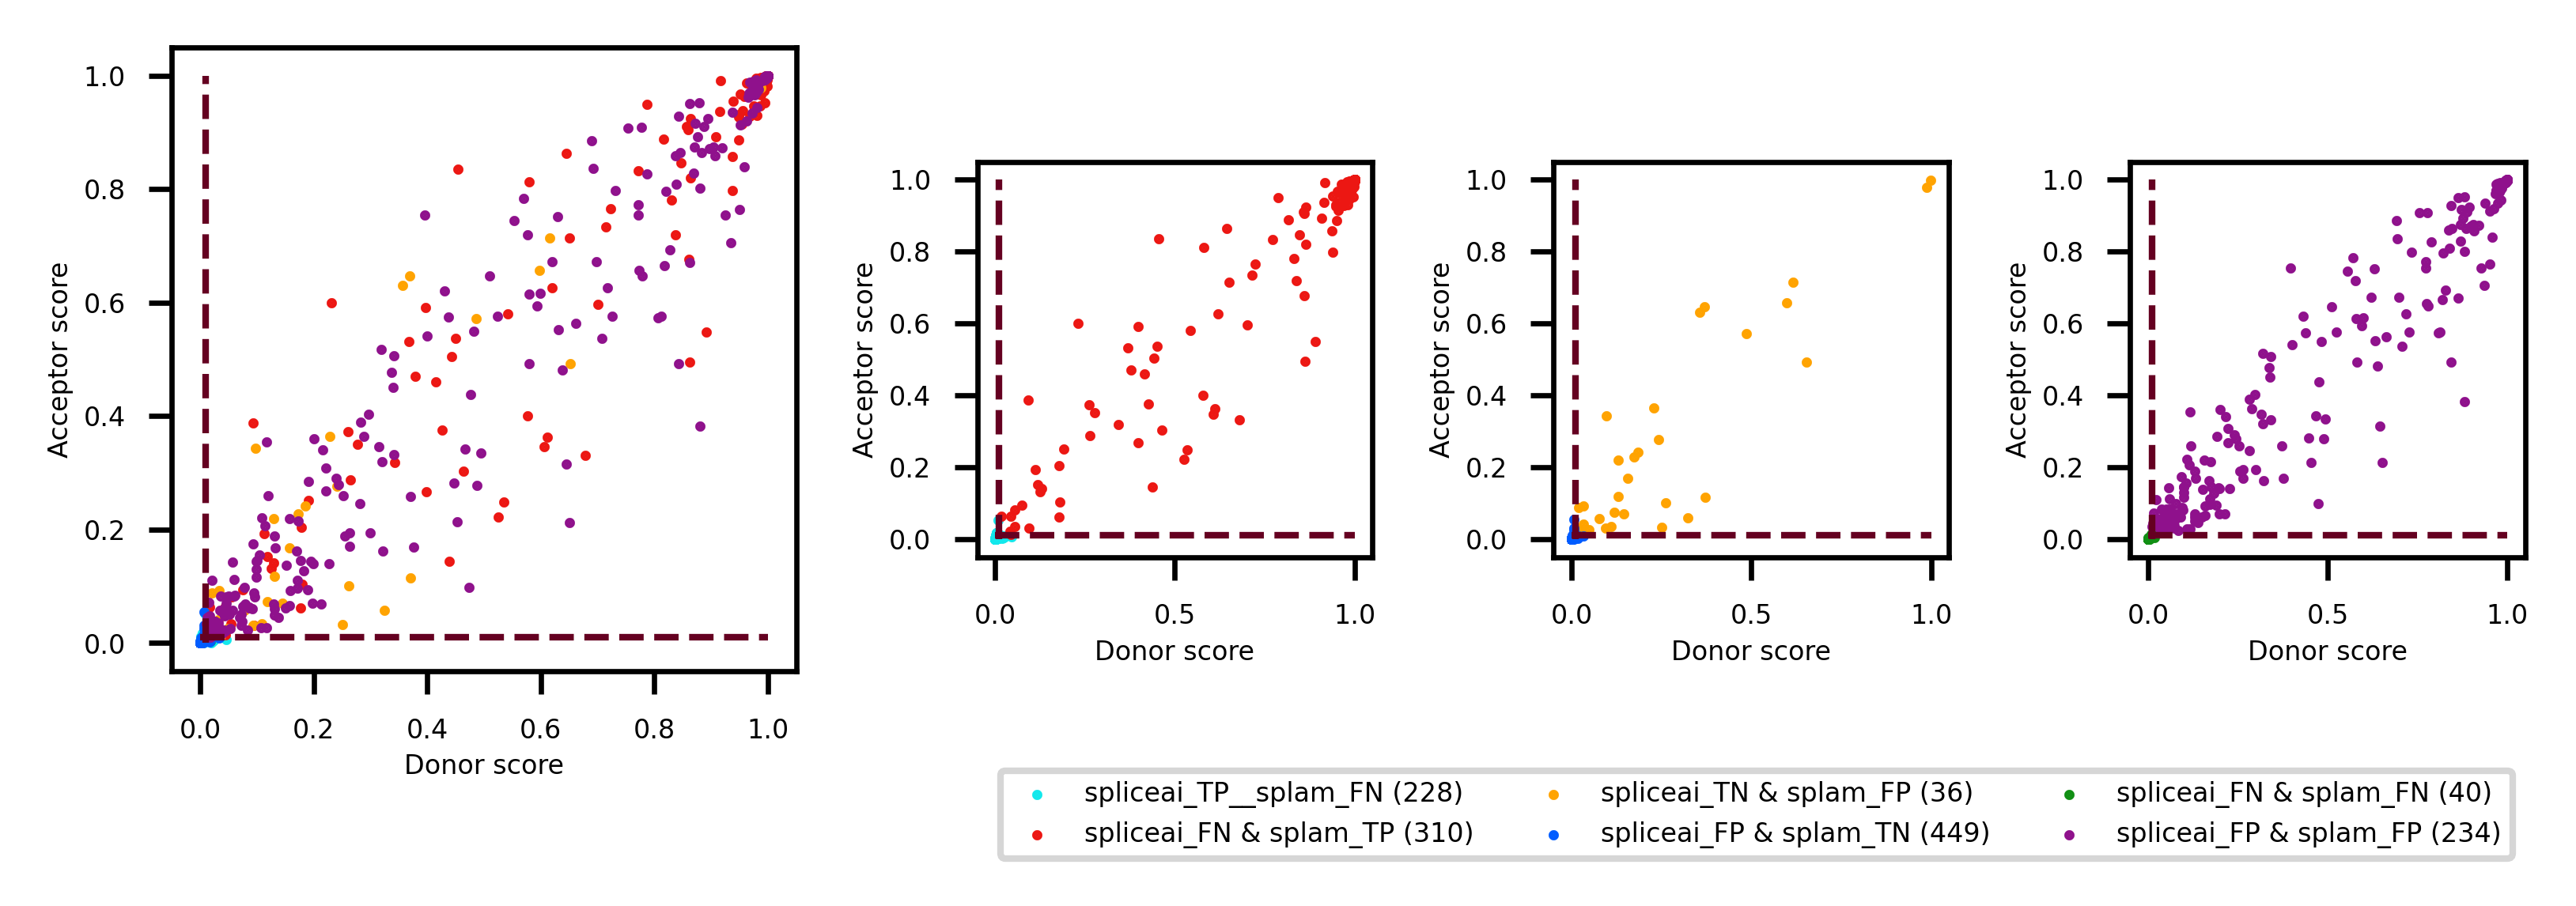 1.0
0.8
0.6
0.4
0.2
0.0
Acceptor score
0.0 0.2 0.4 0.6 0.8 1.0
Donor score
1.0
0.8
0.6
0.4
0.2
0.0
Acceptor score
0.0 0.5 1.0
Donor score
1.0
0.8
0.6
0.4
0.2
0.0
Acceptor score
0.0 0.5 1.0
Donor score
1.0
0.8
0.6
0.4
0.2
0.0
Acceptor score
0.0 0.5 1.0
Donor score
spliceai_TP__splam_FN (228)
spliceai_FN & splam_TP (310)
spliceai_TN & splam_FP (36)
spliceai_FP & splam_TN (449)
spliceai_FN & splam_FN (40)
spliceai_FP & splam_FP (234)